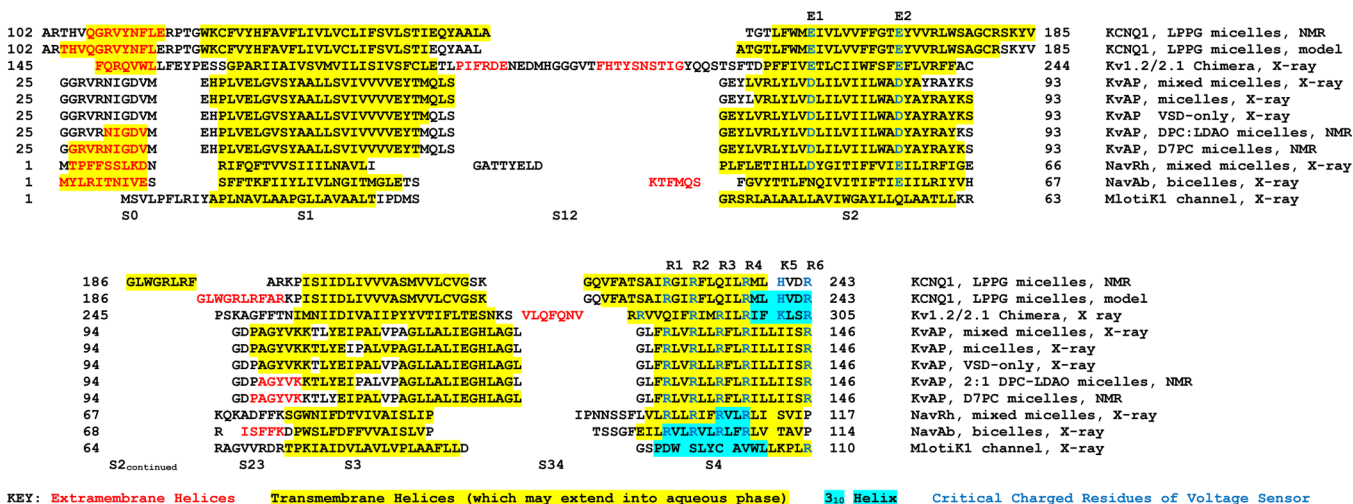 E1 E2
102 ARTHVQGRVYNFLERPTGWKCFVYHFAVFLIVLVCLIFSVLSTIEQYAALA TGTLFWMEIVLVVFFGTEYVVRLWSAGCRSKYV 185 KCNQ1, LPPG micelles, NMR
102 ARTHVQGRVYNFLERPTGWKCFVYHFAVFLIVLVCLIFSVLSTIEQYAAL ATGTLFWMEIVLVVFFGTEYVVRLWSAGCRSKYV 185 KCNQ1, LPPG micelles, model
145 FQRQVWLLFEYPESSGPARIIAIVSVMVILISIVSFCLETLPIFRDENEDMHGGGVTFHTYSNSTIGYQQSTSFTDPFFIVETLCIIWFSFEFLVRFFAC 244 Kv1.2/2.1 Chimera, X-ray
25 GGRVRNIGDVM EHPLVELGVSYAALLSVIVVVVEYTMQLS GEYLVRLYLVDLILVIILWADYAYRAYKS 93 KvAP, mixed micelles, X-ray
25 GGRVRNIGDVM EHPLVELGVSYAALLSVIVVVVEYTMQLS GEYLVRLYLVDLILVIILWADYAYRAYKS 93 KvAP, micelles, X-ray
25 GGRVRNIGDVM EHPLVELGVSYAALLSVIVVVVEYTMQLS GEYLVRLYLVDLILVIILWADYAYRAYKS 93 KvAP VSD-only, X-ray
25 GGRVRNIGDVM EHPLVELGVSYAALLSVIVVVVEYTMQLS GEYLVRLYLVDLILVIILWADYAYRAYKS 93 KvAP, DPC:LDAO micelles, NMR
25 GGRVRNIGDVM EHPLVELGVSYAALLSVIVVVVEYTMQLS GEYLVRLYLVDLILVIILWADYAYRAYKS 93 KvAP, D7PC micelles, NMR
1 MTPFFSSLKDN RIFQFTVVSIIILNAVLI GATTYELD PLFLETIHLLDYGITIFFVIEILIRFIGE 66 NavRh, mixed micelles, X-ray
1 MYLRITNIVES SFFTKFIIYLIVLNGITMGLETS KTFMQS FGVYTTLFNQIVITIFTIEIILRIYVH 67 NavAb, bicelles, X-ray
1 MSVLPFLRIYAPLNAVLAAPGLLAVAALTIPDMS GRSRLALAALLAVIWGAYLLQLAATLLKR 63 MlotiK1 channel, X-ray
S0 S1 S12 S2
R1 R2 R3 R4 K5 R6
186 GLWGRLRF ARKPISIIDLIVVVASMVVLCVGSK GQVFATSAIRGIRFLQILRML HVDR 243 KCNQ1, LPPG micelles, NMR
186 GLWGRLRFARKPISIIDLIVVVASMVVLCVGSK GQVFATSAIRGIRFLQILRML HVDR 243 KCNQ1, LPPG micelles, model
245 PSKAGFFTNIMNIIDIVAIIPYYVTIFLTESNKS VLQFQNV RRVVQIFRIMRILRIF KLSR 305 Kv1.2/2.1 Chimera, X ray
94 GDPAGYVKKTLYEIPALVPAGLLALIEGHLAGL GLFRLVRLLRFLRILLIISR 146 KvAP, mixed micelles, X-ray
94 GDPAGYVKKTLYEIPALVPAGLLALIEGHLAGL GLFRLVRLLRFLRILLIISR 146 KvAP, micelles, X-ray
94 GDPAGYVKKTLYEIPALVPAGLLALIEGHLAGL GLFRLVRLLRFLRILLIISR 146 KvAP, VSD-only, X-ray
94 GDPAGYVKKTLYEIPALVPAGLLALIEGHLAGL GLFRLVRLLRFLRILLIISR 146 KvAP, 2:1 DPC-LDAO micelles, NMR
94 GDPAGYVKKTLYEIPALVPAGLLALIEGHLAGL GLFRLVRLLRFLRILLIISR 146 KvAP, D7PC micelles, NMR
67 KQKADFFKSGWNIFDTVIVAISLIP IPNNSSFLVLRLLRIFRVLRLI SVIP 117 NavRh, mixed micelles, X-ray
68 R ISFFKDPWSLFDFFVVAISLVP TSSGFEILRVLRVLRLFRLV TAVP 114 NavAb, bicelles, X-ray
64 RAGVVRDRTPKIAIDALAVLVPLAAFLLD GSPDW SLYC AVWLLKPLR 110 MlotiK1 channel, X-ray
S2continued S23 S3 S34 S4
KEY: Extramembrane Helices Transmembrane Helices (which may extend into aqueous phase) 310 Helix Critical Charged Residues of Voltage Sensor